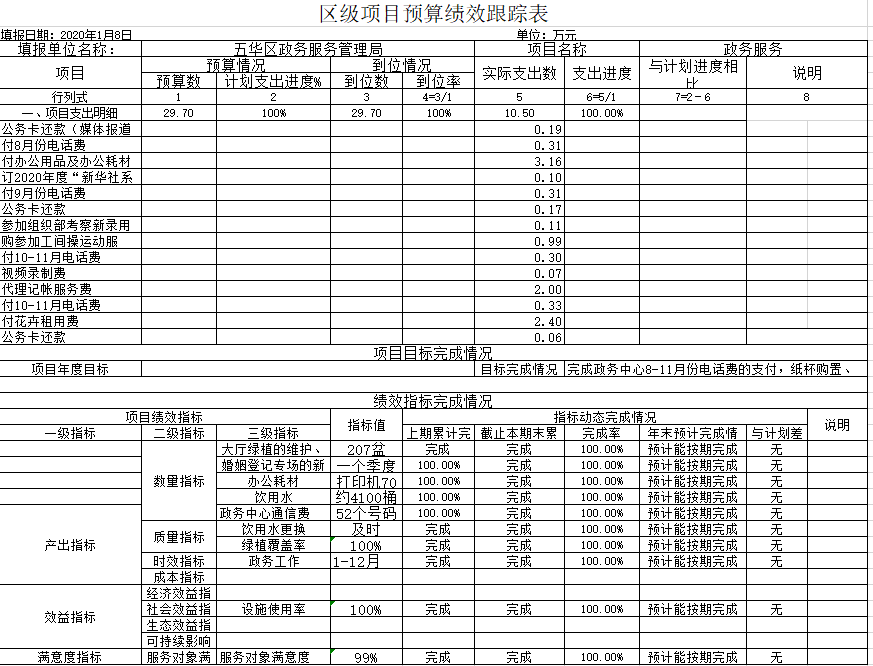 区级项目预算绩效跟踪表
填报日期：2020年1月8日 单位：万元
填报单位名称： 五华区政务服务管理局 项目名称 政务服务
项目 预算情况 到位情况 实际支出数 支出进度 与计划进度相比 说明
预算数 计划支出进度% 到位数 到位率
行列式 1 2 3 4=3/1 5 6=5/1 7=2-6 8
一、项目支出明细 29.70 100% 29.70 100% 10.50 100.00%
公务卡还款（媒体报道 0.19
付8月份电话费 0.31
付办公用品及办公耗材 3.16
订2020年度“新华社系 0.10
付9月份电话费 0.31
公务卡还款 0.17
参加组织部考察新录用 0.11
购参加工间操运动服 0.99
付10-11月电话费 0.30
视频录制费 0.07
代理记帐服务费 2.00
付10-11月电话费 0.33
付花卉租用费 2.40
公务卡还款 0.06
项目目标完成情况
项目年度目标 目标完成情况 完成政务中心8-11月份电话费的支付，纸杯购置、
绩效指标完成情况
项目绩效指标 指标值 指标动态完成情况 说明
一级指标 二级指标 三级指标 上期累计完 截止本期末累 完成率 年末预计完成情 与计划差
大厅绿植的维护、 207盆 完成 完成 100.00% 预计能按期完成 无
婚姻登记专场的新 一个季度 100.00% 完成 100.00% 预计能按期完成 无
数量指标 办公耗材 打印机70 100.00% 完成 100.00% 预计能按期完成 无
饮用水 约4100桶 100.00% 完成 100.00% 预计能按期完成 无
政务中心通信费 52个号码 100.00% 完成 100.00% 预计能按期完成 无
产出指标 质量指标 饮用水更换 及时 完成 完成 100.00% 预计能按期完成 无
绿植覆盖率 100% 完成 完成 100.00% 预计能按期完成 无
时效指标 政务工作 1-12月 完成 完成 100.00% 预计能按期完成 无
成本指标
经济效益指
效益指标 社会效益指 设施使用率 100% 完成 完成 100.00% 预计能按期完成 无
生态效益指
可持续影响
满意度指标 服务对象满 服务对象满意度 99% 完成 完成 100.00% 预计能按期完成 无